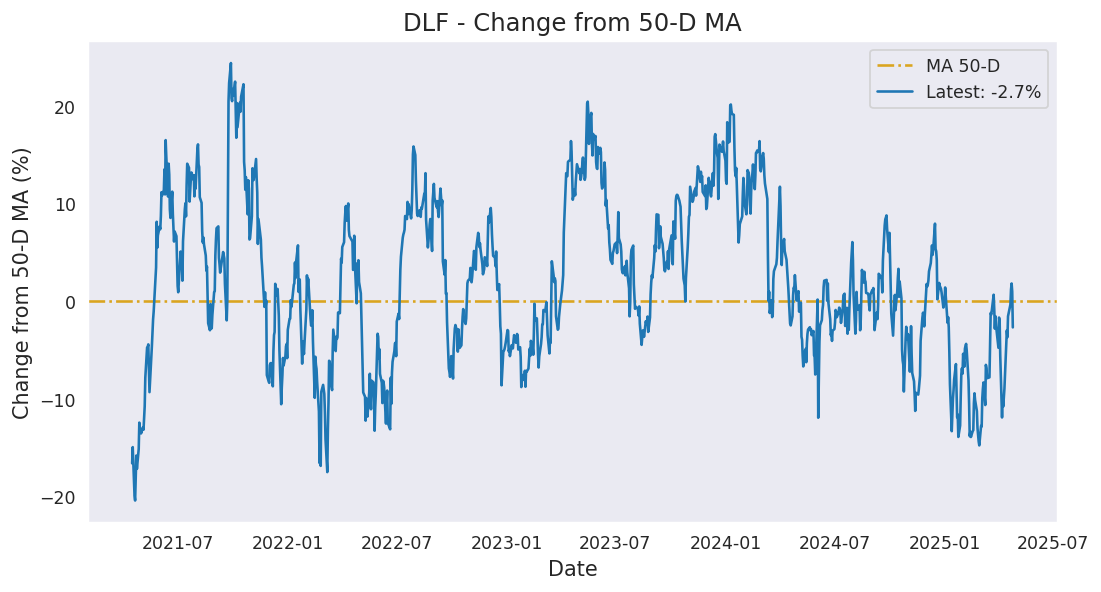 DLF - Change from 50-D MA
MA 50-D
Latest: -2.7%
Change from 50-D MA (%)
20
10
0
−10
−20
2021-07
2022-01
2022-07
2023-01
2023-07
2024-01
2024-07
2025-01
2025-07
Date